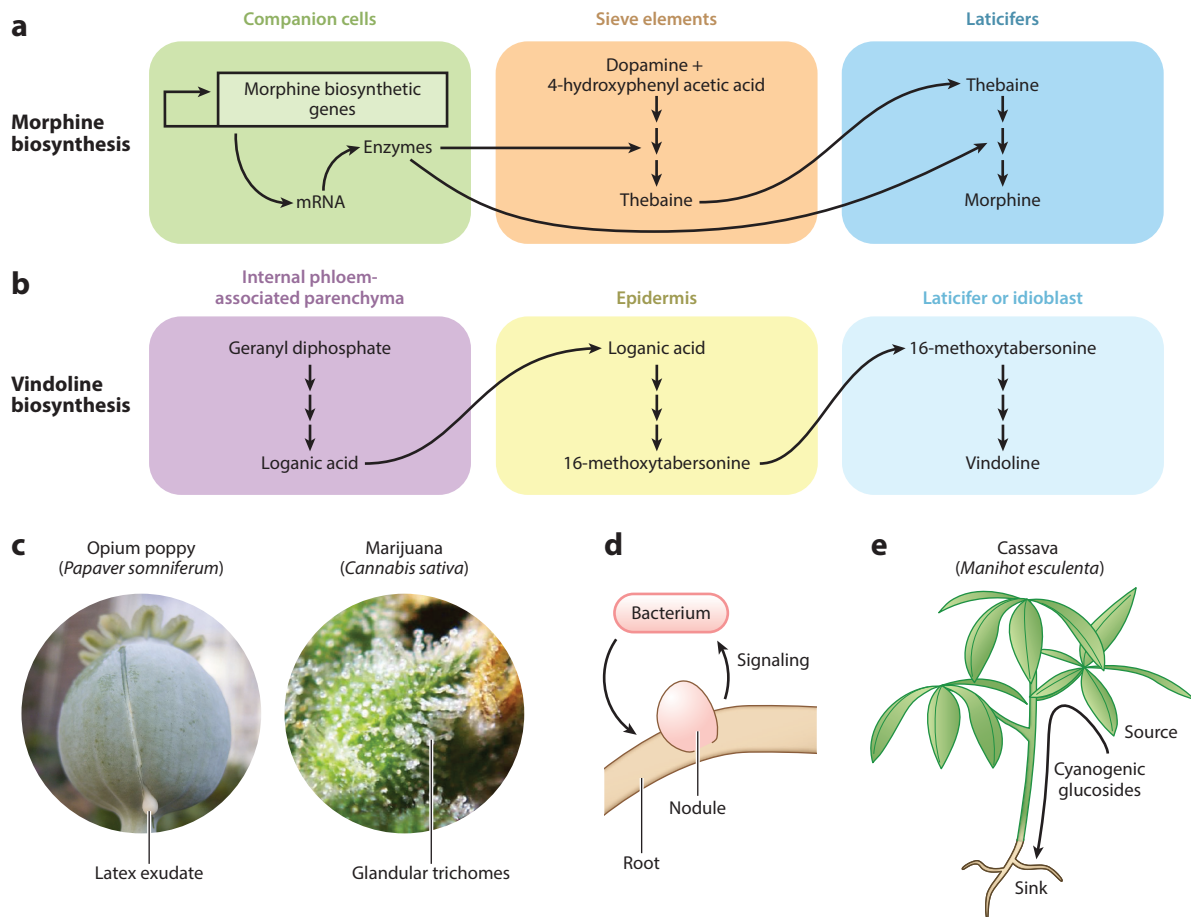 a
Companion cells
Sieve elements
Laticifers
Morphine
biosynthesis
Morphine biosynthetic
genes
Enzymes
mRNA
Dopamine +
4-hydroxyphenyl acetic acid
Thebaine
Thebaine
Morphine
b
Internal phloem-
associated parenchyma
Epidermis
Laticifer or idioblast
Vindoline
biosynthesis
Geranyl diphosphate
Loganic acid
Loganic acid
16-methoxytabersonine
16-methoxytabersonine
Vindoline
c
Opium poppy
(Papaver somniferum)
Latex exudate
Marijuana
(Cannabis sativa)
Glandular trichomes
d
Bacterium
Signaling
Nodule
Root
e
Cassava
(Manihot esculenta)
Source
Cyanogenic
glucosides
Sink